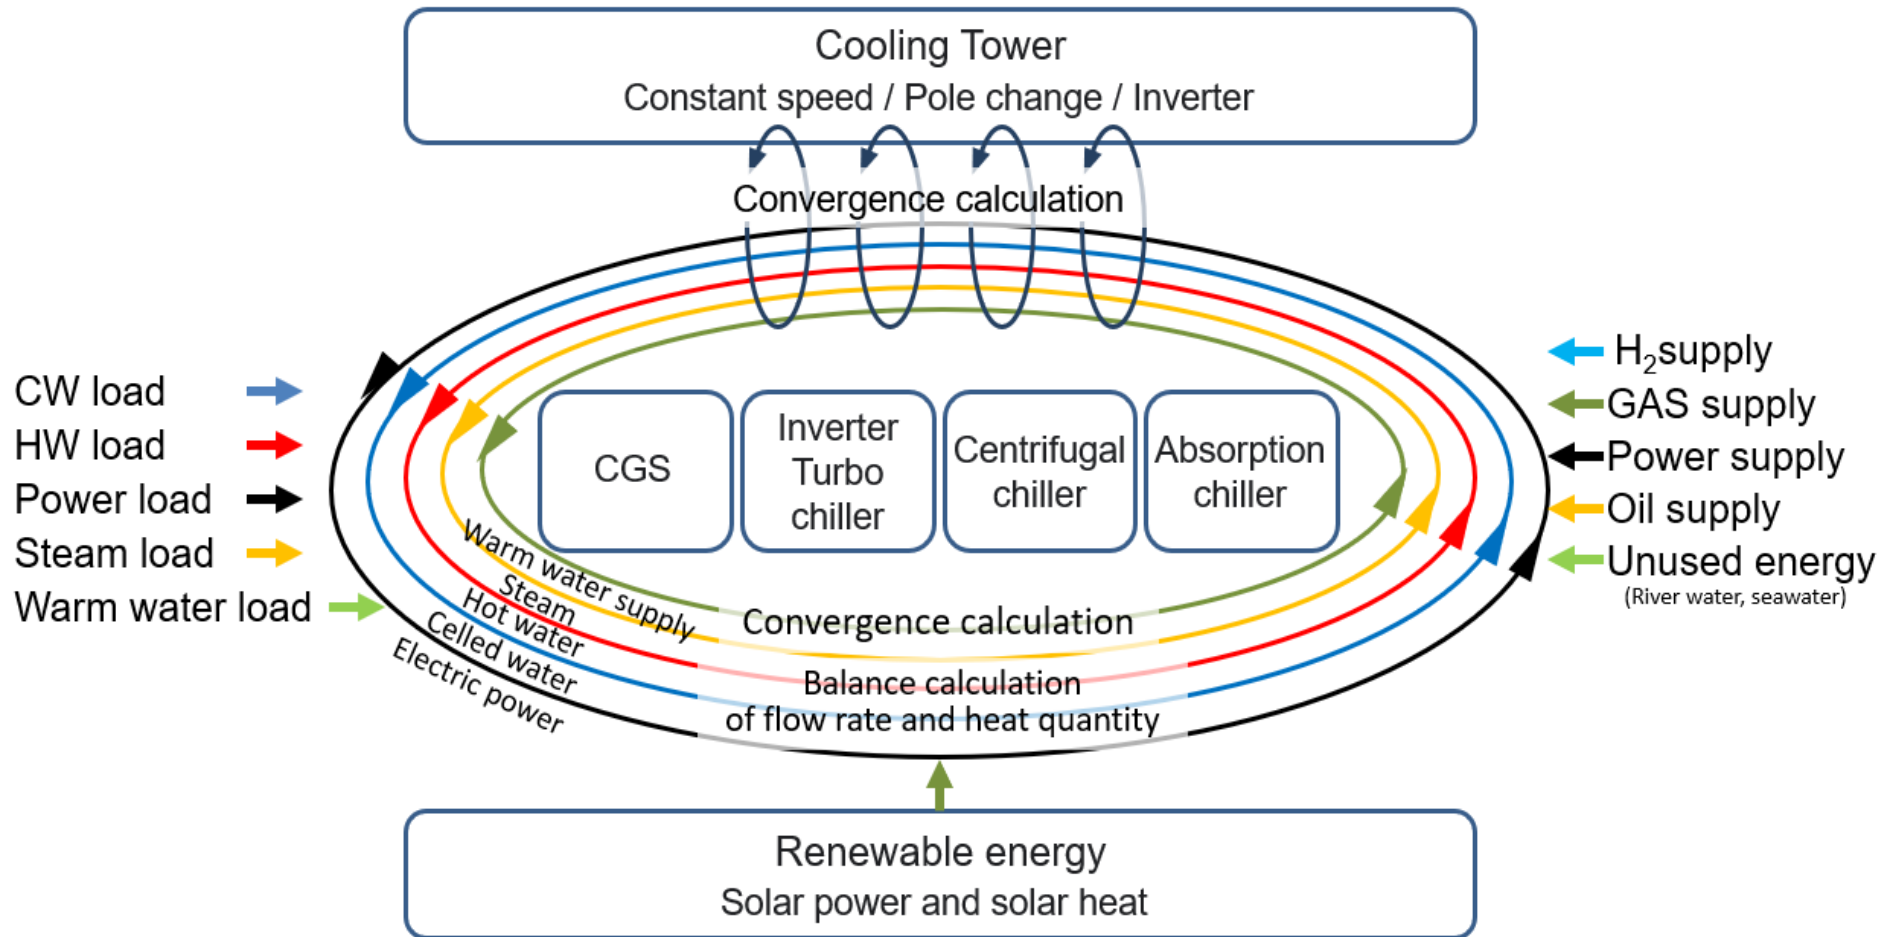 Cooling Tower
Constant speed / Pole change / Inverter
Convergence calculation
CW load
HW load
Power load
Steam load
Warm water load
CGS
Inverter
Turbo
chiller
Centrifugal
chiller
Absorption
chiller
H₂supply
GAS supply
Power supply
Oil supply
Unused energy
(River water, seawater)
Warm water supply
Steam
Hot water
Celled water
Electric power
Convergence calculation
Balance calculation
of flow rate and heat quantity
Renewable energy
Solar power and solar heat